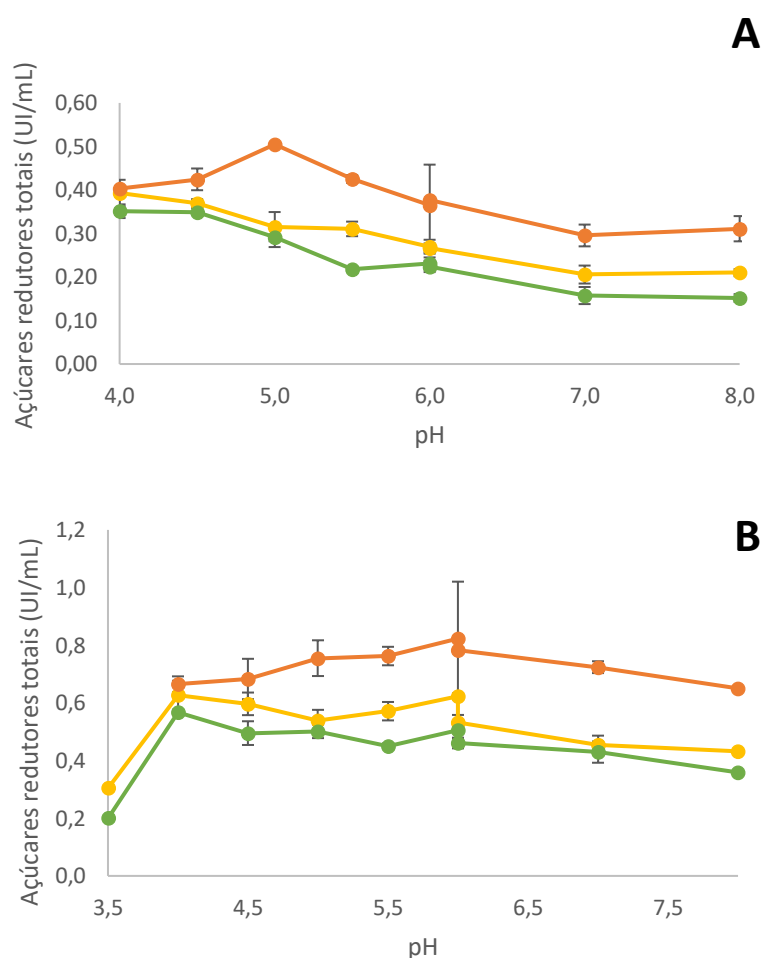 A
Açúcares redutores totais (UI/mL)
0,60
0,50
0,40
0,30
0,20
0,10
0,00
4,0 5,0 6,0 7,0 8,0
pH
B
Açúcares redutores totais (UI/mL)
1,2
1,0
0,8
0,6
0,4
0,2
0,0
3,5 4,5 5,5 6,5 7,5
pH